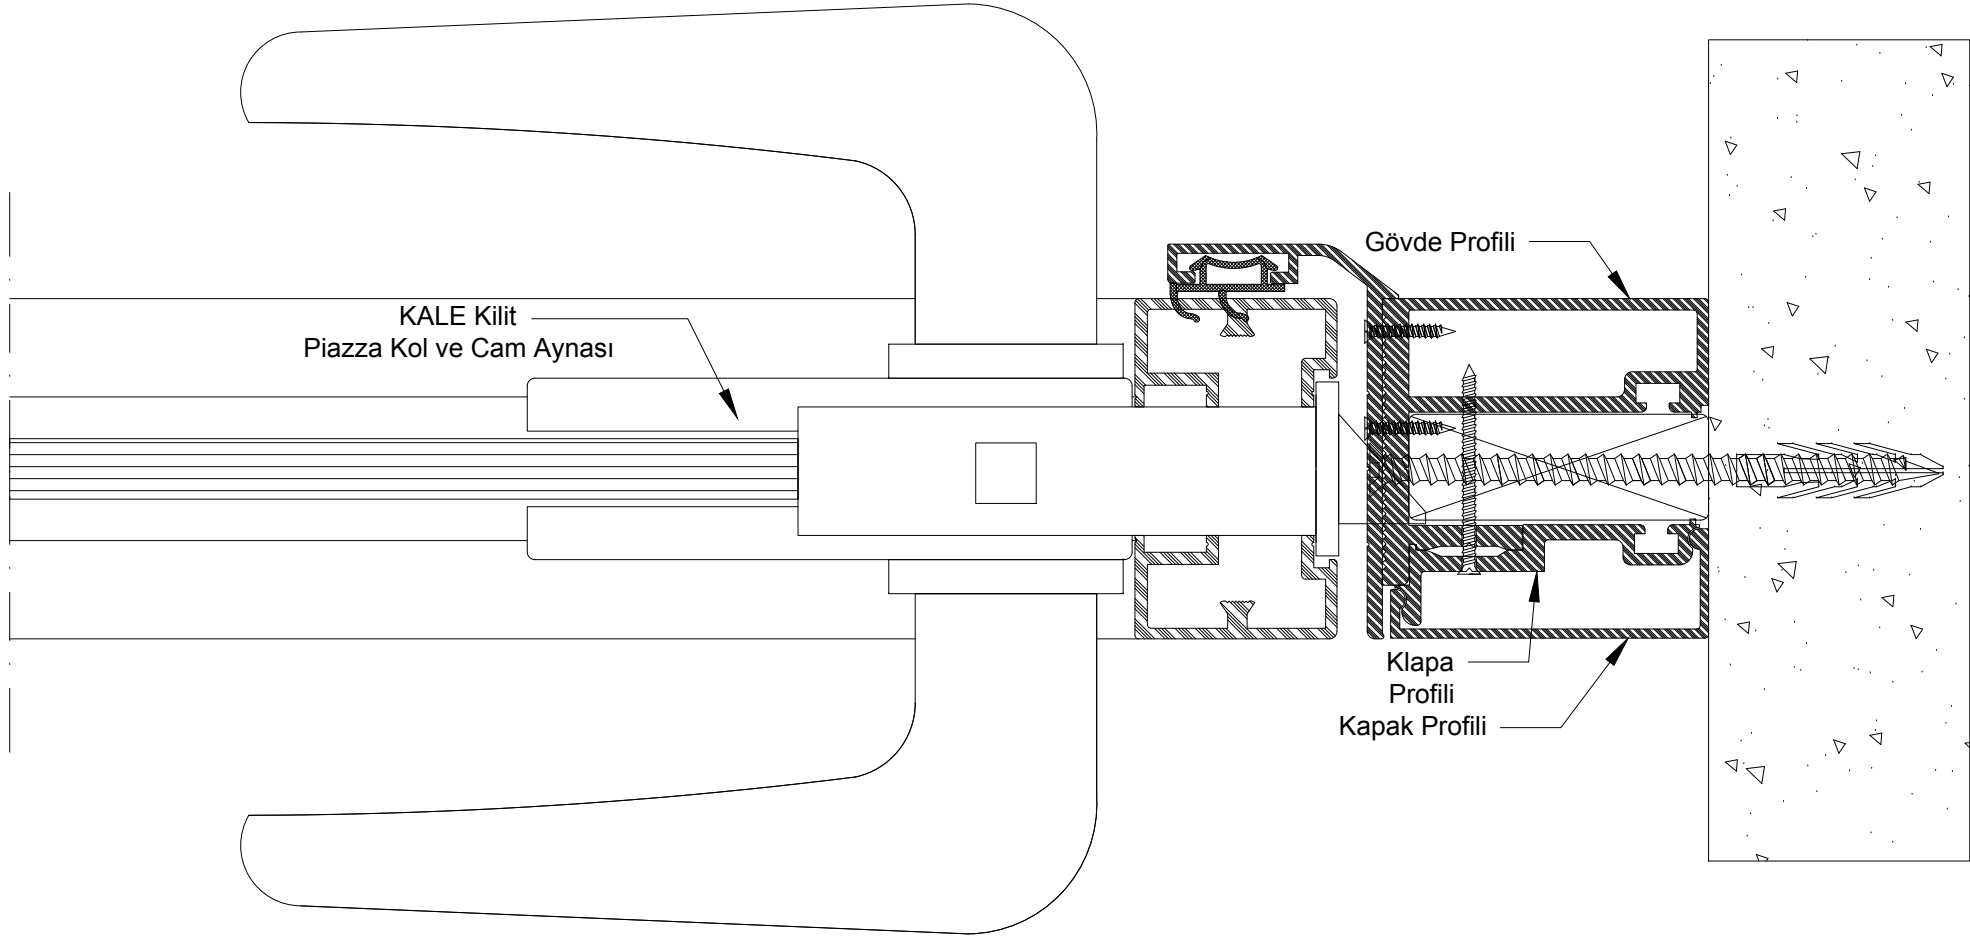 Gövde Profili
KALE Kilit
Piazza Kol ve Cam Aynası
Klapa
Profili
Kapak Profili